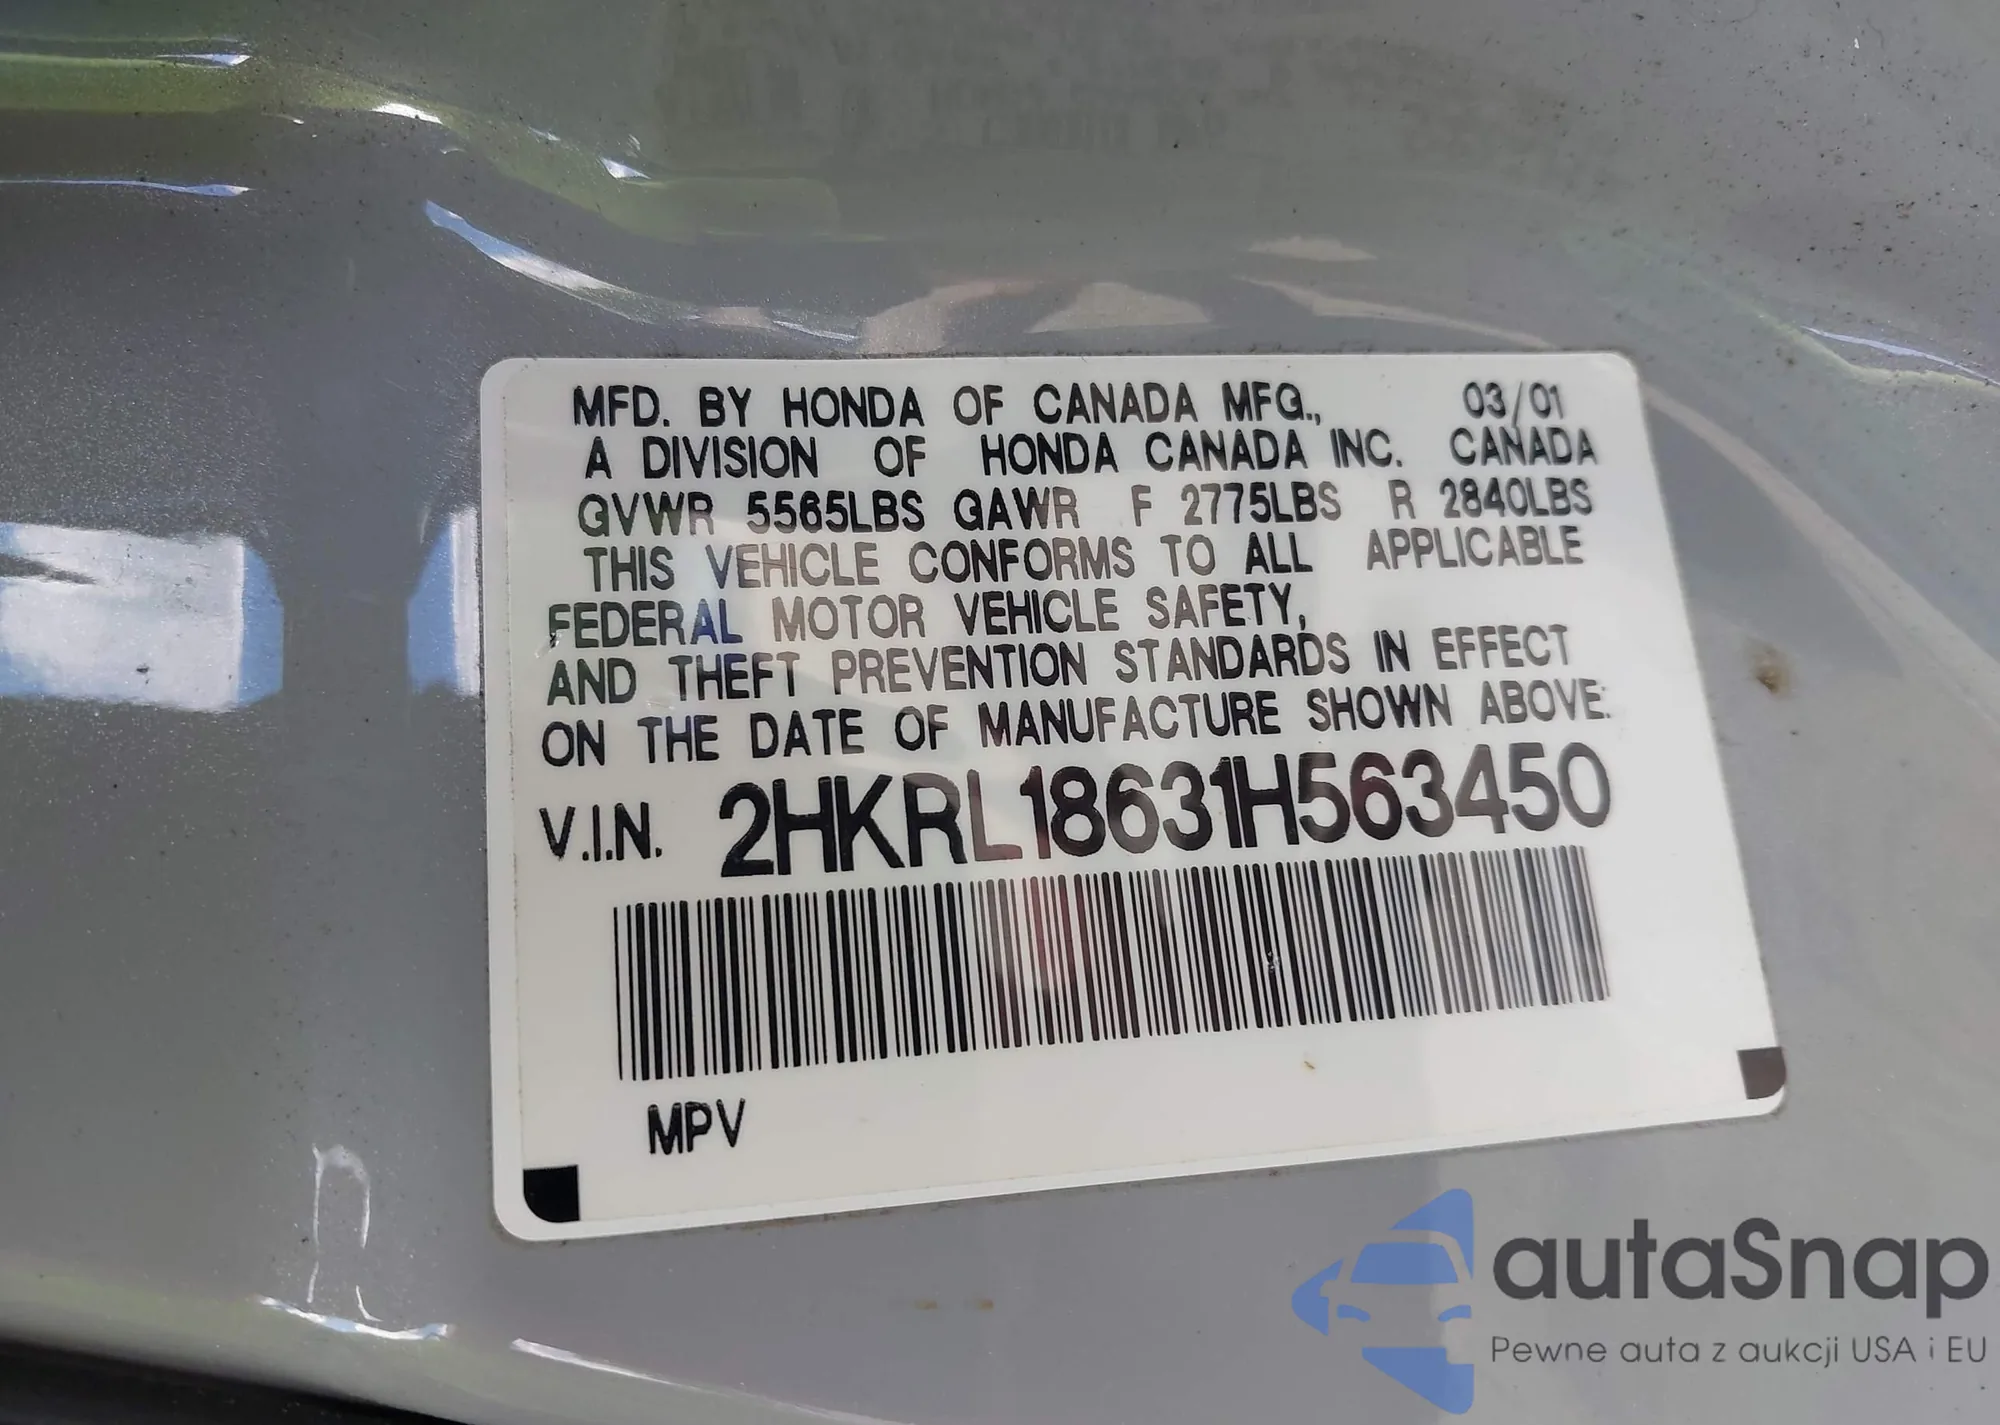 MFD. BY HONDA OF CANADA MFG., 03/01
A DIVISION OF HONDA CANADA INC. CANADA
GVWR 5565LBS GAWR F 2775LBS R 2840LBS
THIS VEHICLE CONFORMS TO ALL APPLICABLE
FEDERAL MOTOR VEHICLE SAFETY,
AND THEFT PREVENTION STANDARDS IN EFFECT
ON THE DATE OF MANUFACTURE SHOWN ABOVE.
V.I.N. 2HKRL18631H563450
MPV
autaSnap
Pewne auta z aukcji USA i EU